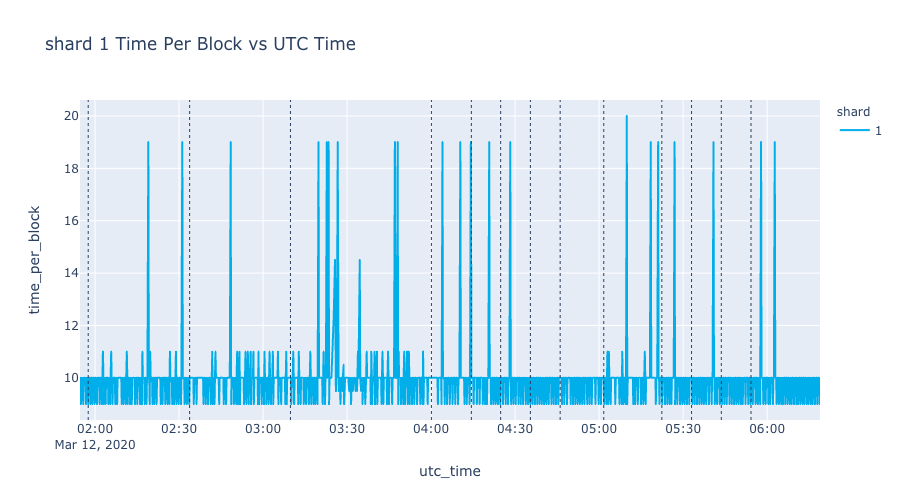 shard 1 Time Per Block vs UTC Time
shard
1
time_per_block
20
18
16
14
12
10
02:00 02:30 03:00 03:30 04:00 04:30 05:00 05:30 06:00
Mar 12, 2020
utc_time